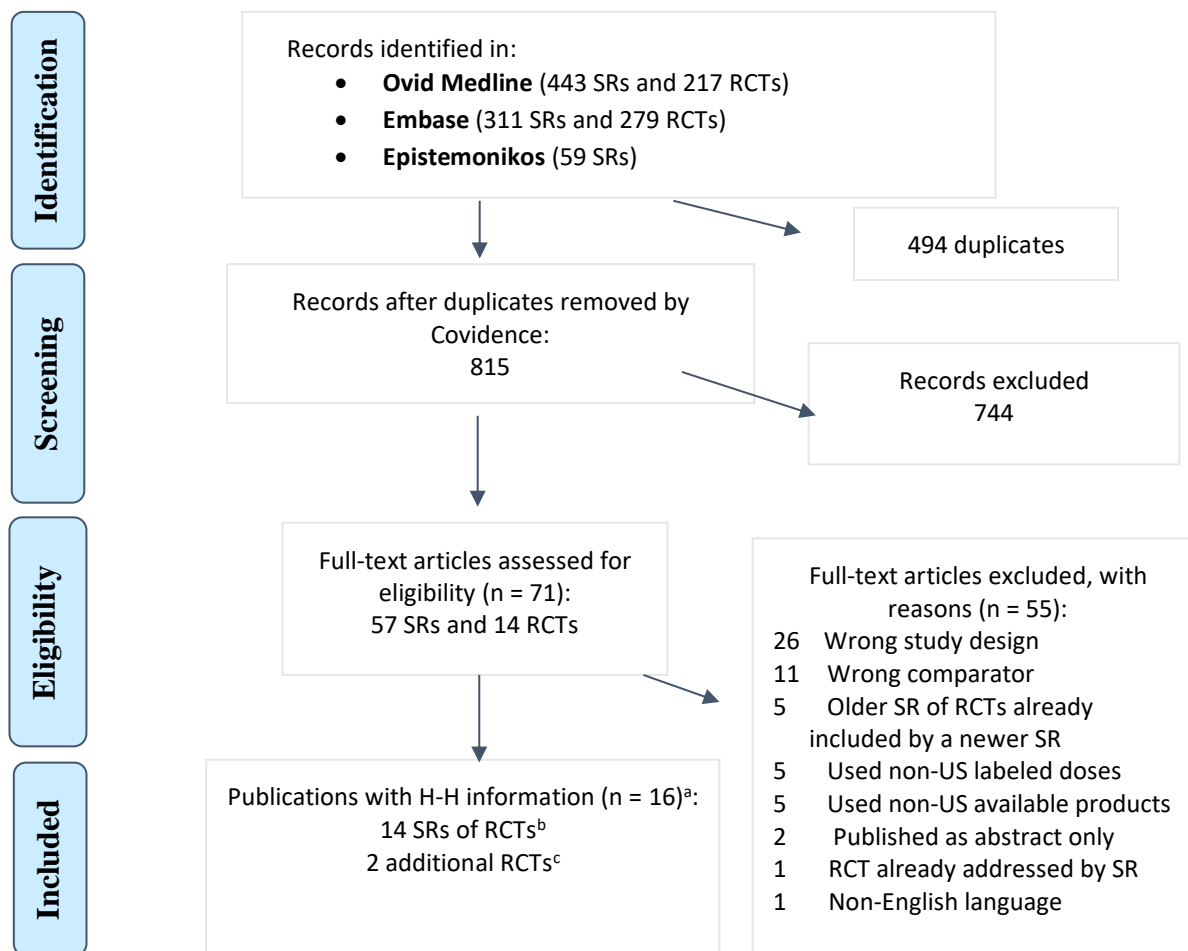 Identification
Records identified in:
• Ovid Medline (443 SRs and 217 RCTs)
• Embase (311 SRs and 279 RCTs)
• Epistemonikos (59 SRs)
494 duplicates
Screening
Records after duplicates removed by
Covidence:
815
Records excluded
744
Eligibility
Full-text articles assessed for
eligibility (n = 71):
57 SRs and 14 RCTs
Full-text articles excluded, with
reasons (n = 55):
26 Wrong study design
11 Wrong comparator
5 Older SR of RCTs already
included by a newer SR
5 Used non-US labeled doses
5 Used non-US available products
2 Published as abstract only
1 RCT already addressed by SR
1 Non-English language
Included
Publications with H-H information (n = 16)ᵃ:
14 SRs of RCTsᵇ
2 additional RCTsᶜ